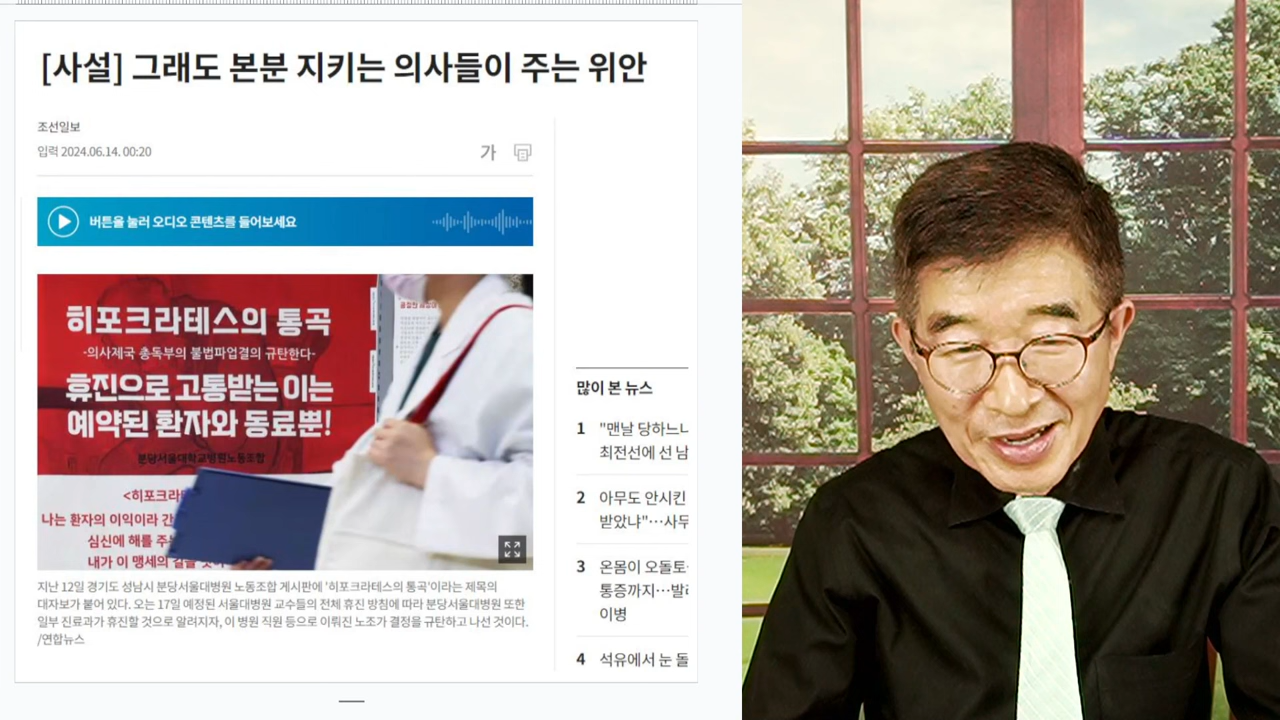 [사설] 그래도 본분 지키는 의사들이 주는 위안
조선일보
입력 2024.06.14. 00:20
가
버튼을 눌러 오디오 콘텐츠를 들어보세요
히포크라테스의 통곡
-의사제국 총독부의 불법파업결의 규탄한다-
휴진으로 고통받는 이는
예약된 환자와 동료뿐!
분당서울대학교병원노동조합
<히포크라테
나는 환자의 이익이라 간
심신에 해를 주는
내가 이 맹세의 길을
지난 12일 경기도 성남시 분당서울대병원 노동조합 게시판에 '히포크라테스의 통곡'이라는 제목의
대자보가 붙어 있다. 오는 17일 예정된 서울대병원 교수들의 전체 휴진 방침에 따라 분당서울대병원 또한
일부 진료과가 휴진할 것으로 알려지자, 이 병원 직원 등으로 이뤄진 노조가 결정을 규탄하고 나선 것이다.
/연합뉴스
많이 본 뉴스
1 "맨날 당하느니
최전선에 선 남
2 아무도 안시킨
받았냐"…사무
3 온몸이 오돌토
통증까지…발
이병
4 석유에서 눈 돌